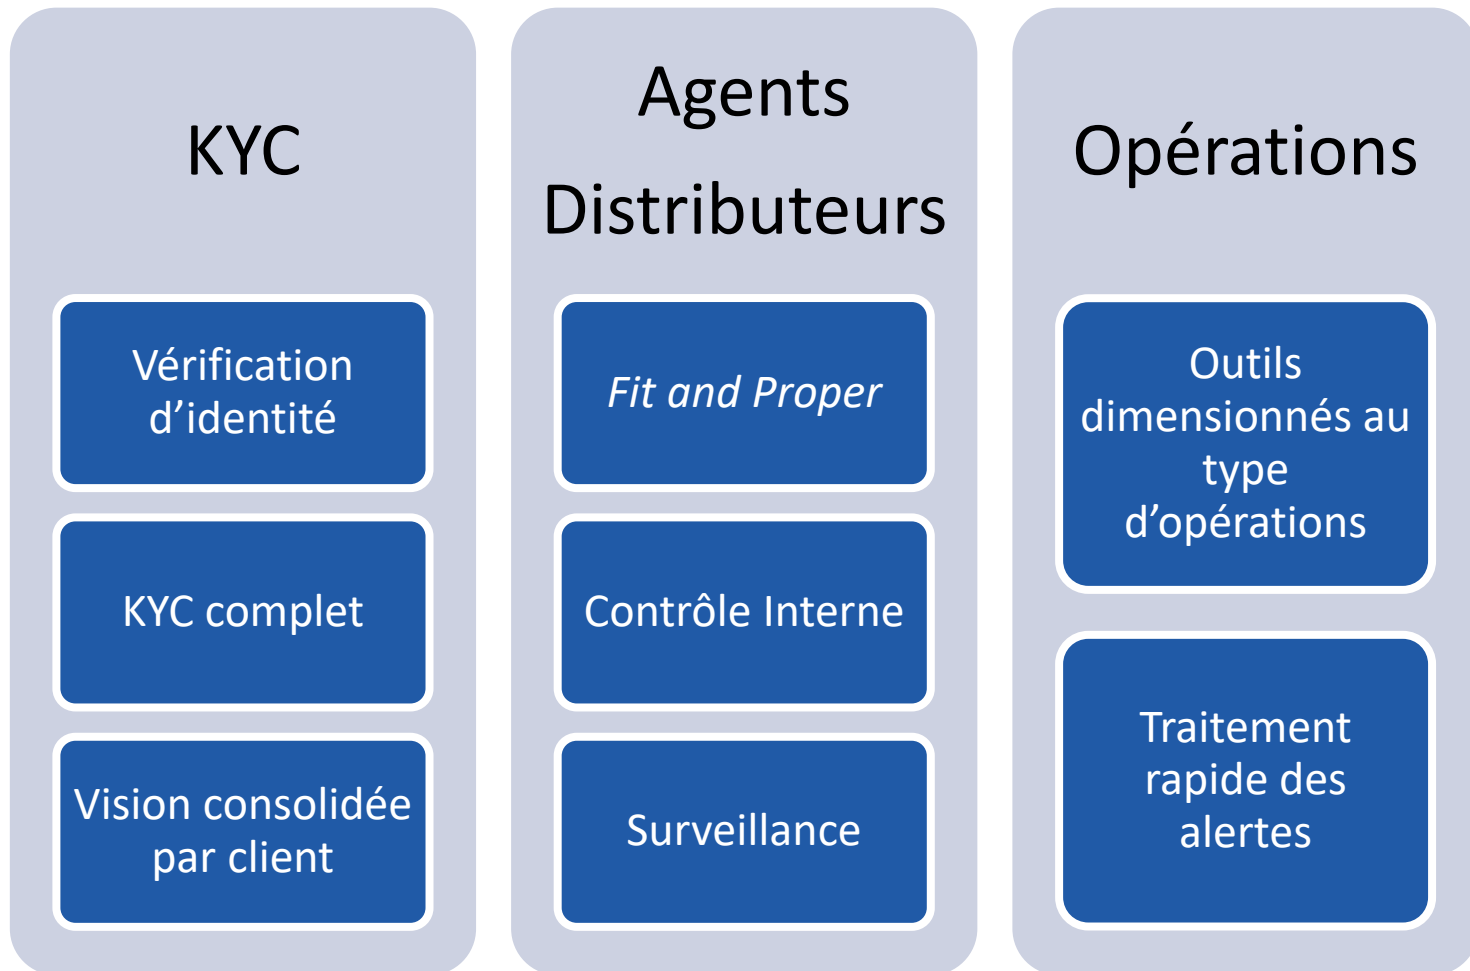 KYC
Vérification
d’identité
KYC complet
Vision consolidée
par client
Agents
Distributeurs
Fit and Proper
Contrôle Interne
Surveillance
Opérations
Outils
dimensionnés au
type
d’opérations
Traitement
rapide des
alertes